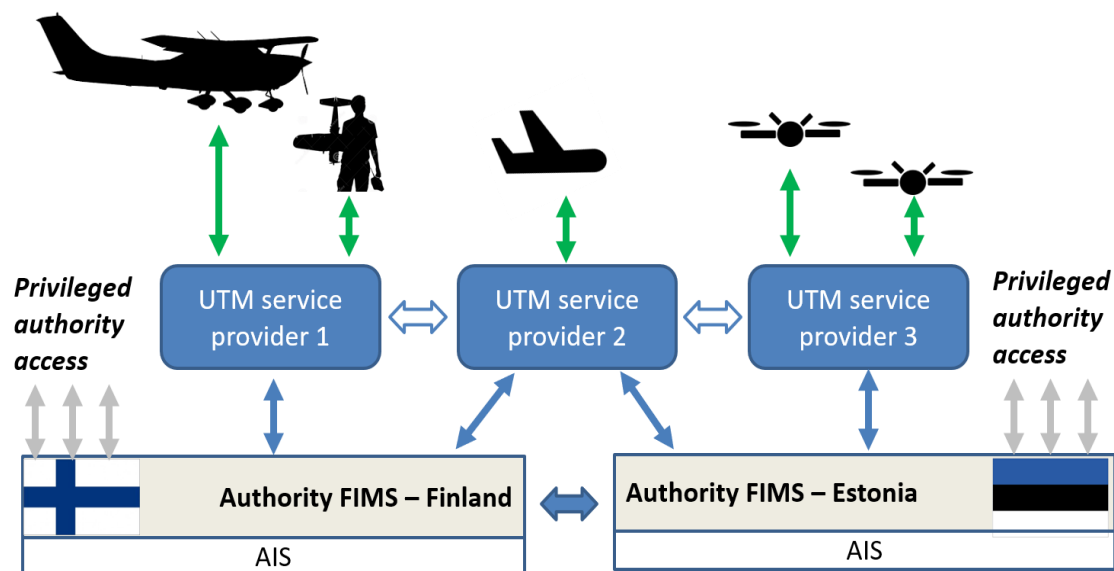 Privileged
authority
access
UTM service
provider 1
UTM service
provider 2
UTM service
provider 3
Privileged
authority
access
Authority FIMS – Finland
Authority FIMS – Estonia
AIS
AIS